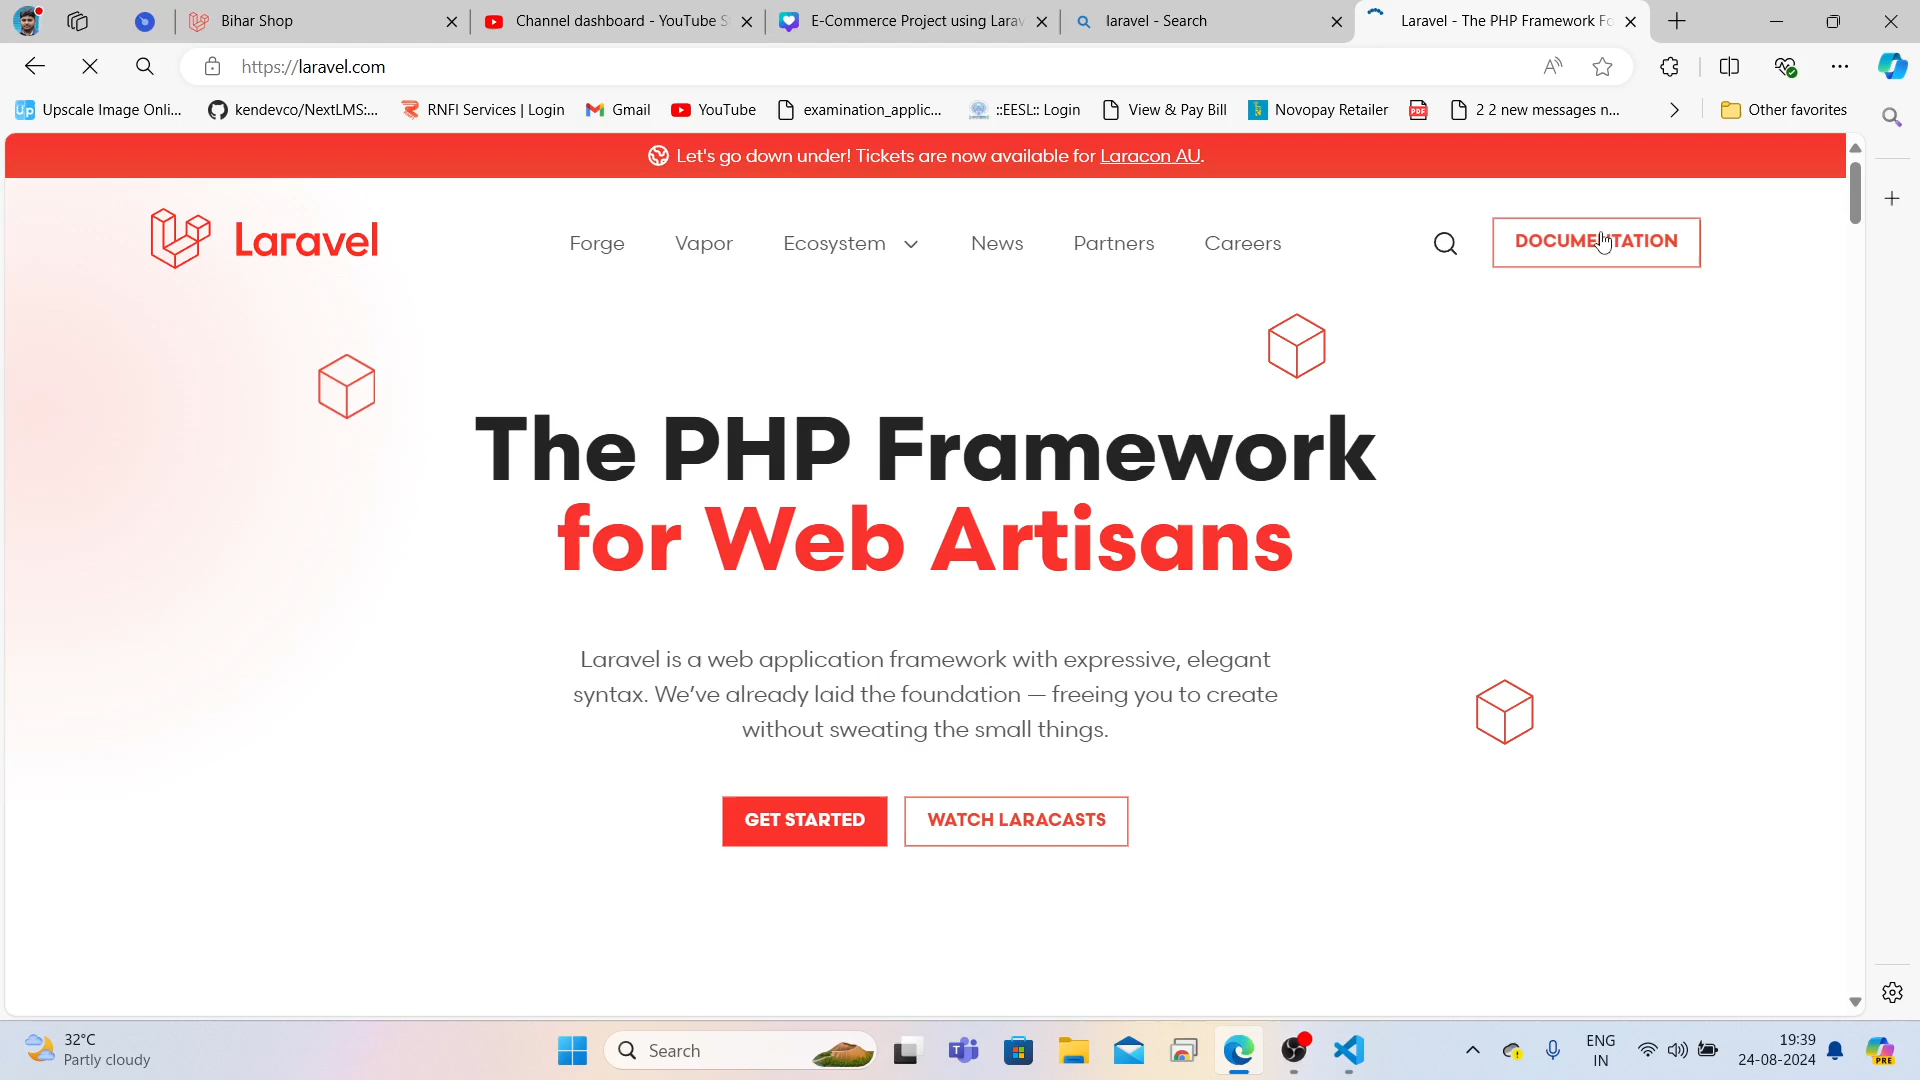 Bihar Shop
Channel dashboard - YouTube S
E-Commerce Project using Larav
laravel - Search
Laravel - The PHP Framework Fo
https://laravel.com
Upscale Image Onli...
kendevco/NextLMS:...
RNFI Services | Login
Gmail
YouTube
examination_applic...
::EESL:: Login
View & Pay Bill
Novopay Retailer
PDF
2 2 new messages n...
Other favorites
Let's go down under! Tickets are now available for Laracon AU.
Laravel
Forge
Vapor
Ecosystem
News
Partners
Careers
DOCUMENTATION
The PHP Framework
for Web Artisans
Laravel is a web application framework with expressive, elegant
syntax. We've already laid the foundation — freeing you to create
without sweating the small things.
GET STARTED
WATCH LARACASTS
32°C
Partly cloudy
Search
ENG
IN
19:39
24-08-2024
PRE